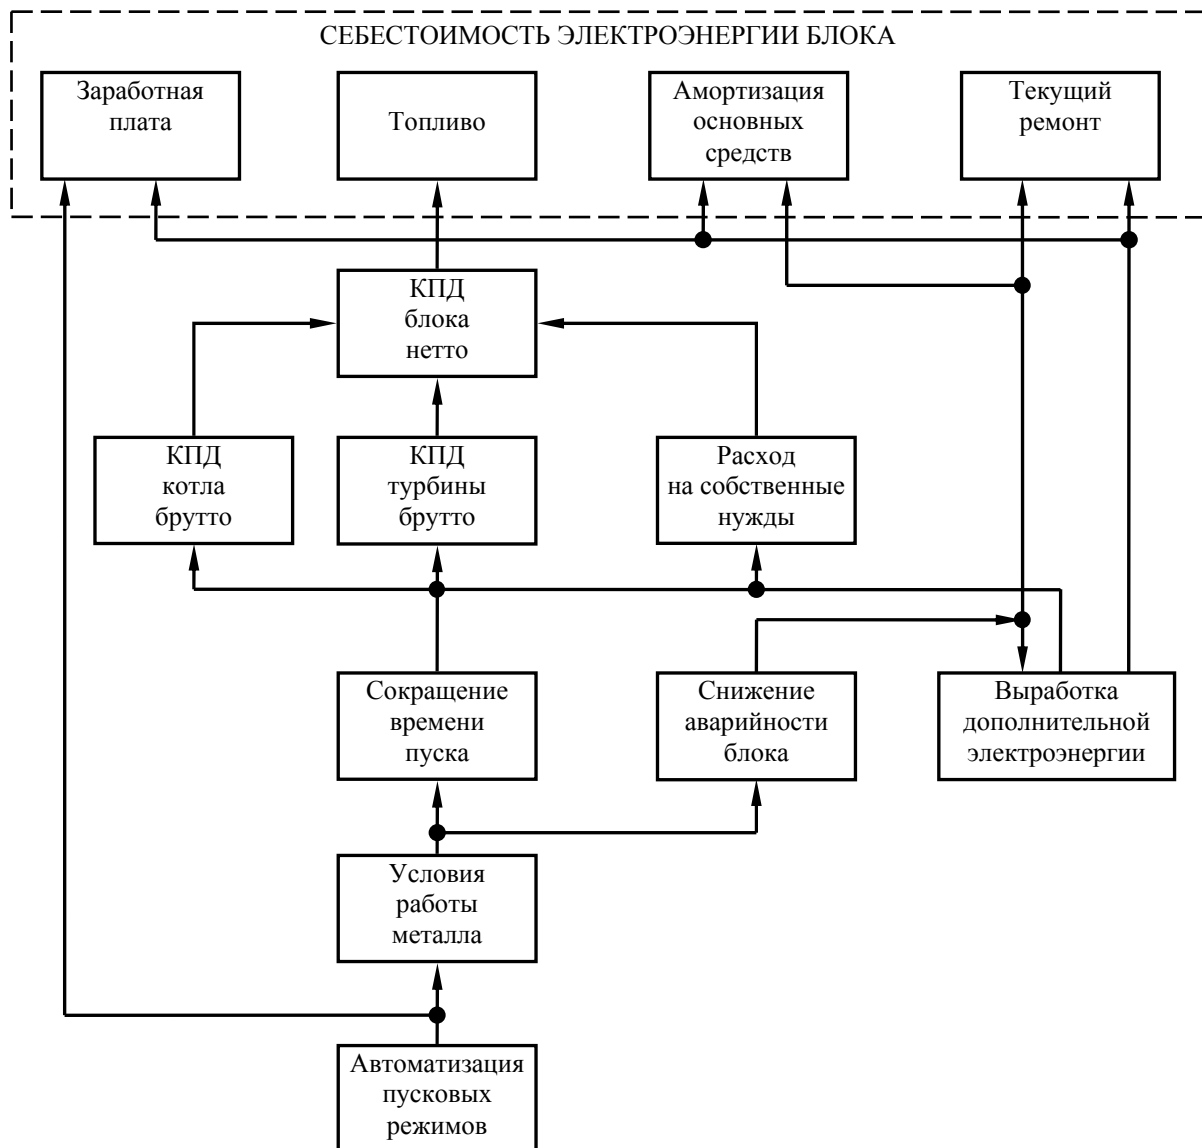 СЕБЕСТОИМОСТЬ ЭЛЕКТРОЭНЕРГИИ БЛОКА
Заработная
плата
Топливо
Амортизация
основных
средств
Текущий
ремонт
КПД
блока
нетто
КПД
котла
брутто
КПД
турбины
брутто
Расход
на собственные
нужды
Сокращение
времени
пуска
Снижение
аварийности
блока
Выработка
дополнительной
электроэнергии
Условия
работы
металла
Автоматизация
пусковых
режимов